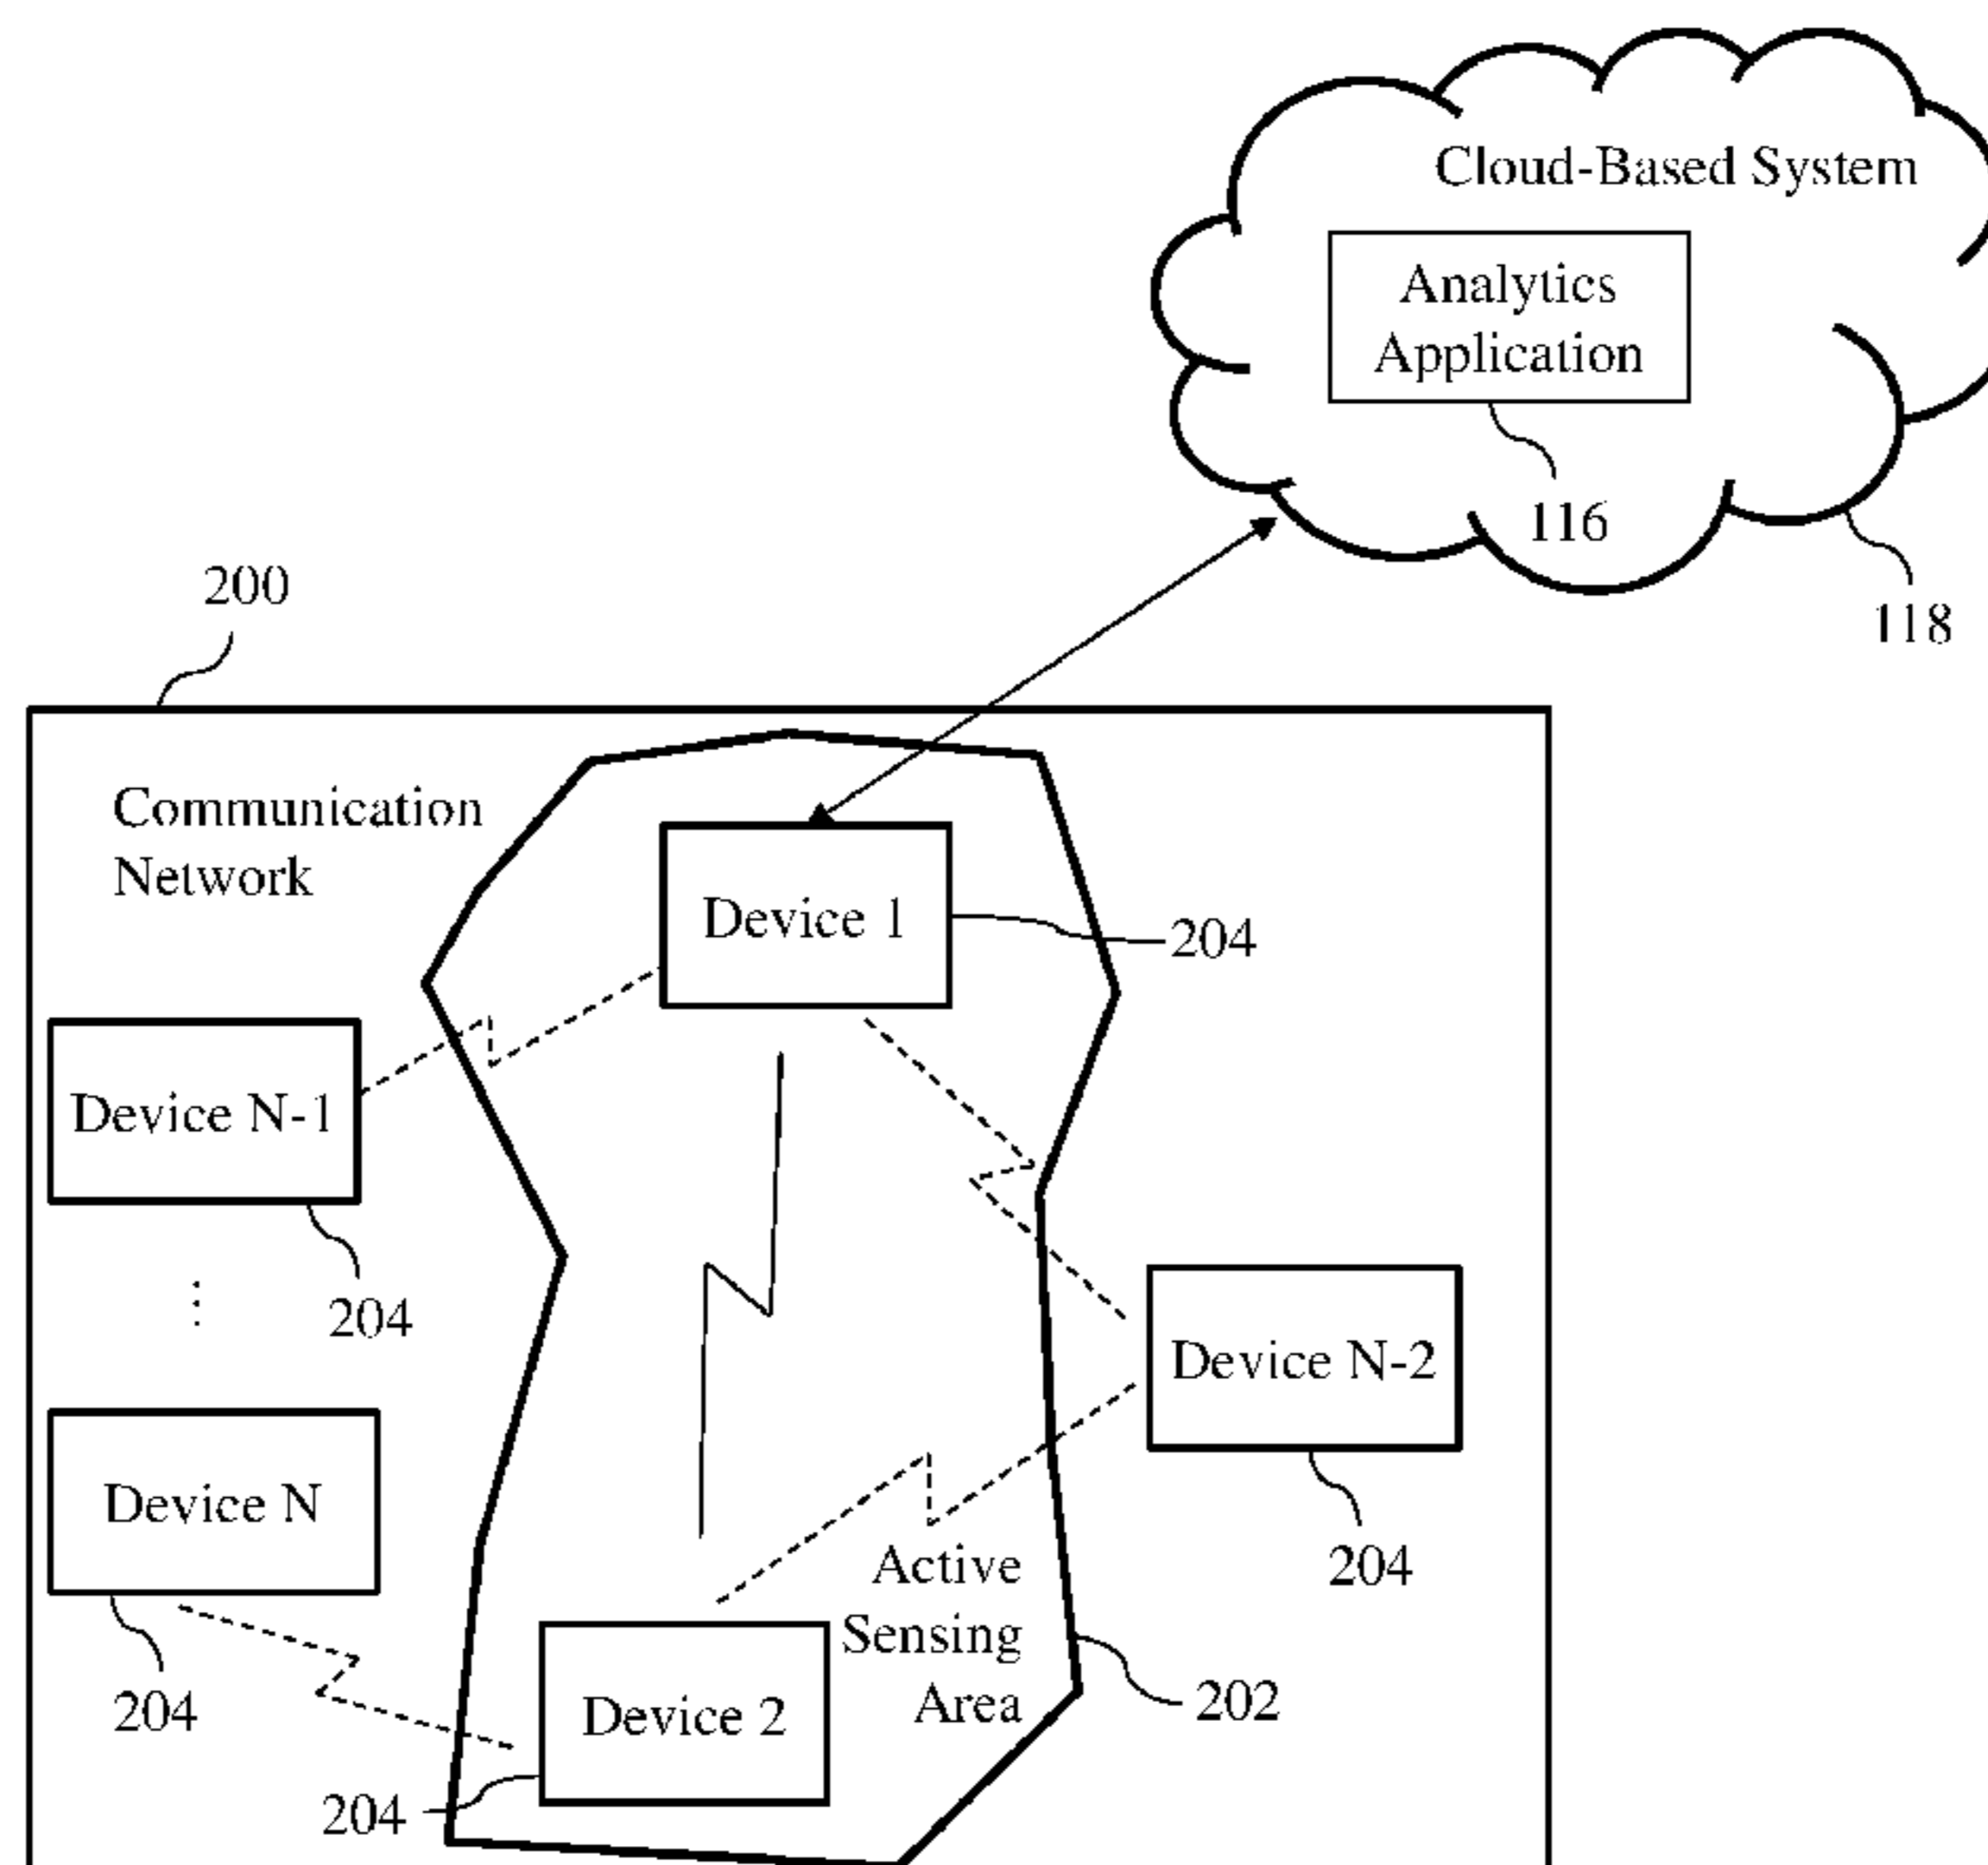 Cloud-Based System
Analytics
Application
116
118
200
Communication
Network
Device 1
204
Device N-1
204
Device N-2
204
Device N
204
Active
Sensing
Area
202
Device 2
204